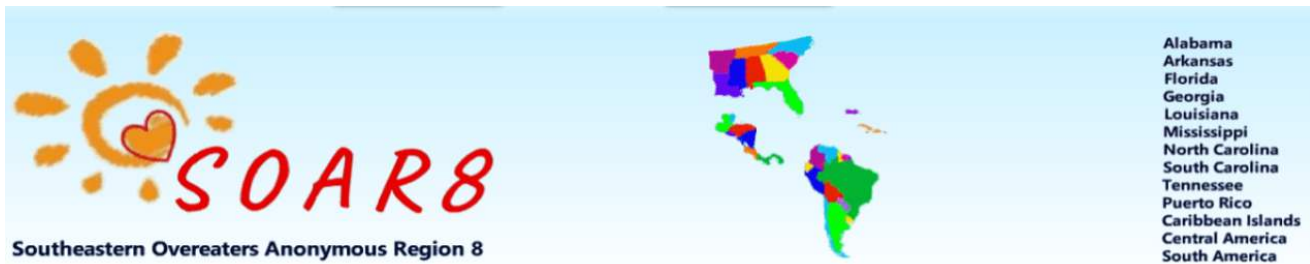 SOAR8
Southeastern Overeaters Anonymous Region 8
Alabama
Arkansas
Florida
Georgia
Louisiana
Mississippi
North Carolina
South Carolina
Tennessee
Puerto Rico
Caribbean Islands
Central America
South America